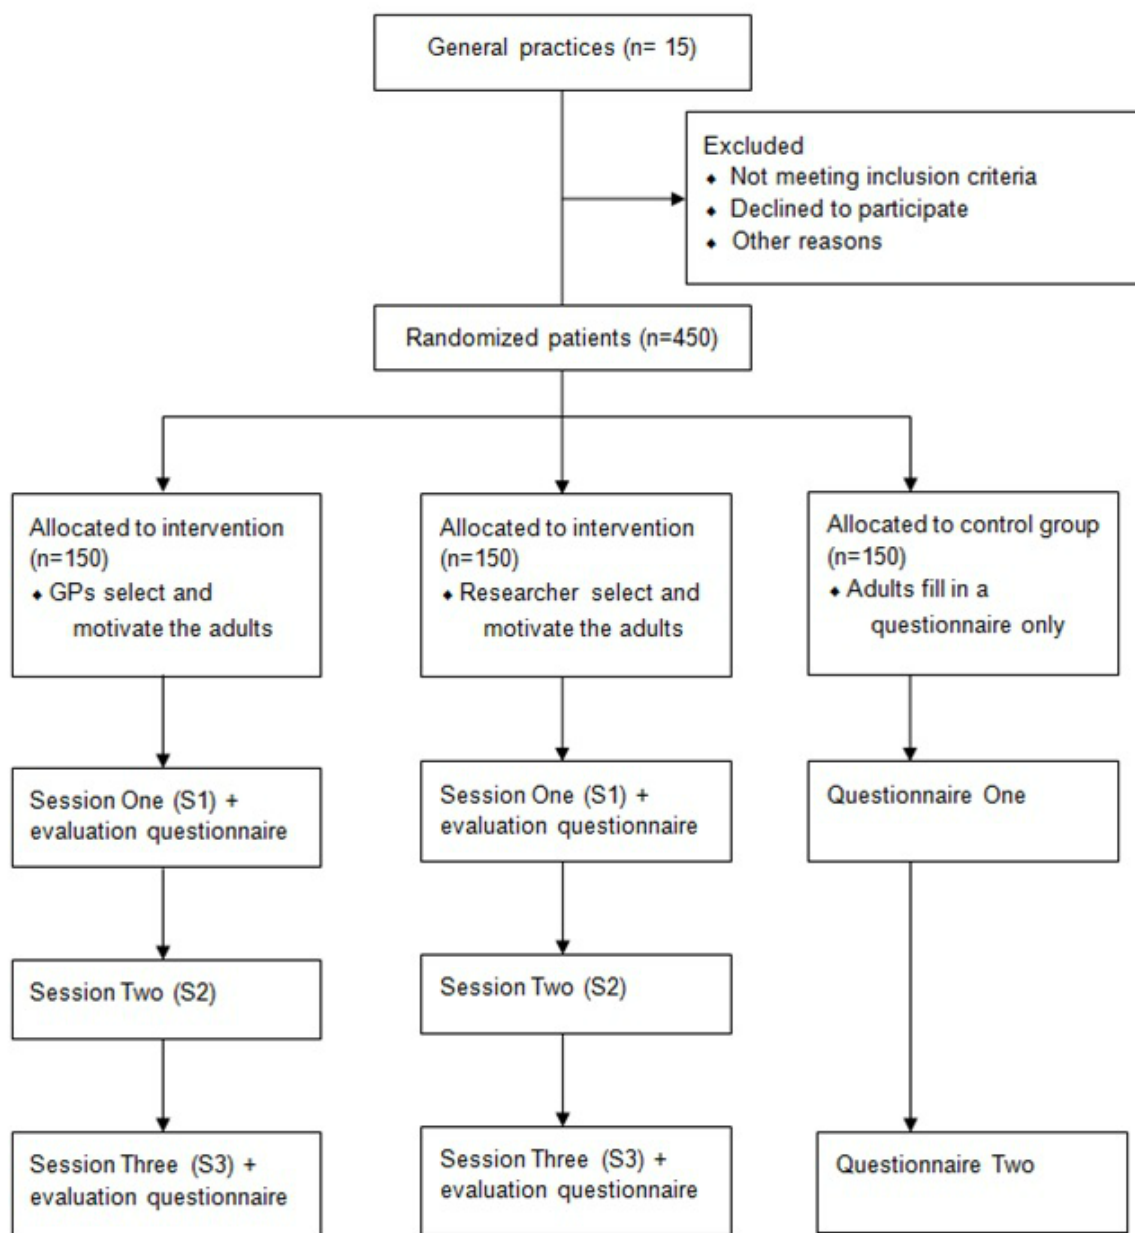 General practices (n= 15)
Excluded
⬥ Not meeting inclusion criteria
⬥ Declined to participate
⬥ Other reasons
Randomized patients (n=450)
Allocated to intervention
(n=150)
⬥ GPs select and
motivate the adults
Allocated to intervention
(n=150)
⬥ Researcher select and
motivate the adults
Allocated to control group
(n=150)
⬥ Adults fill in a
questionnaire only
Session One (S1) +
evaluation questionnaire
Session One (S1) +
evaluation questionnaire
Questionnaire One
Session Two (S2)
Session Two (S2)
Session Three (S3) +
evaluation questionnaire
Session Three (S3) +
evaluation questionnaire
Questionnaire Two